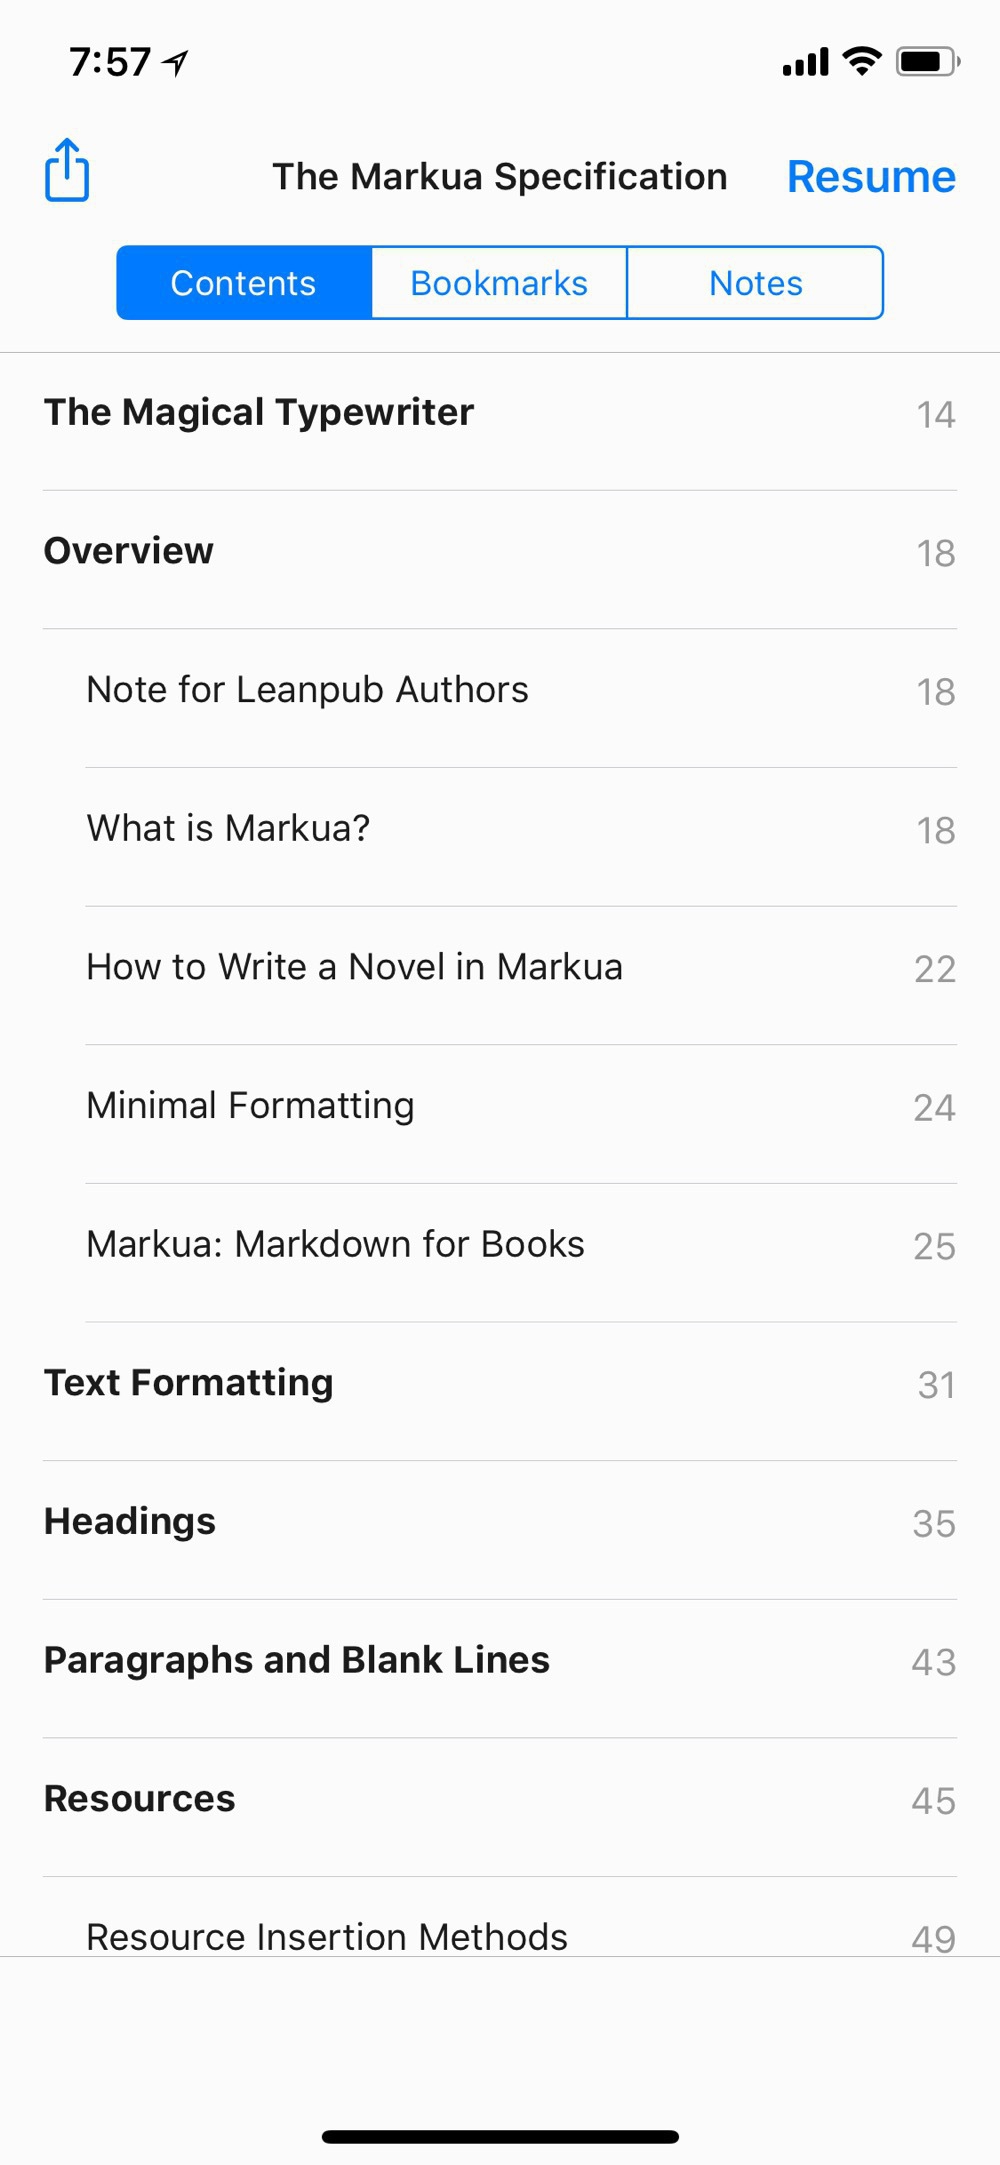 7:57
The Markua Specification Resume
Contents Bookmarks Notes
The Magical Typewriter 14
Overview 18
Note for Leanpub Authors 18
What is Markua? 18
How to Write a Novel in Markua 22
Minimal Formatting 24
Markua: Markdown for Books 25
Text Formatting 31
Headings 35
Paragraphs and Blank Lines 43
Resources 45
Resource Insertion Methods 49